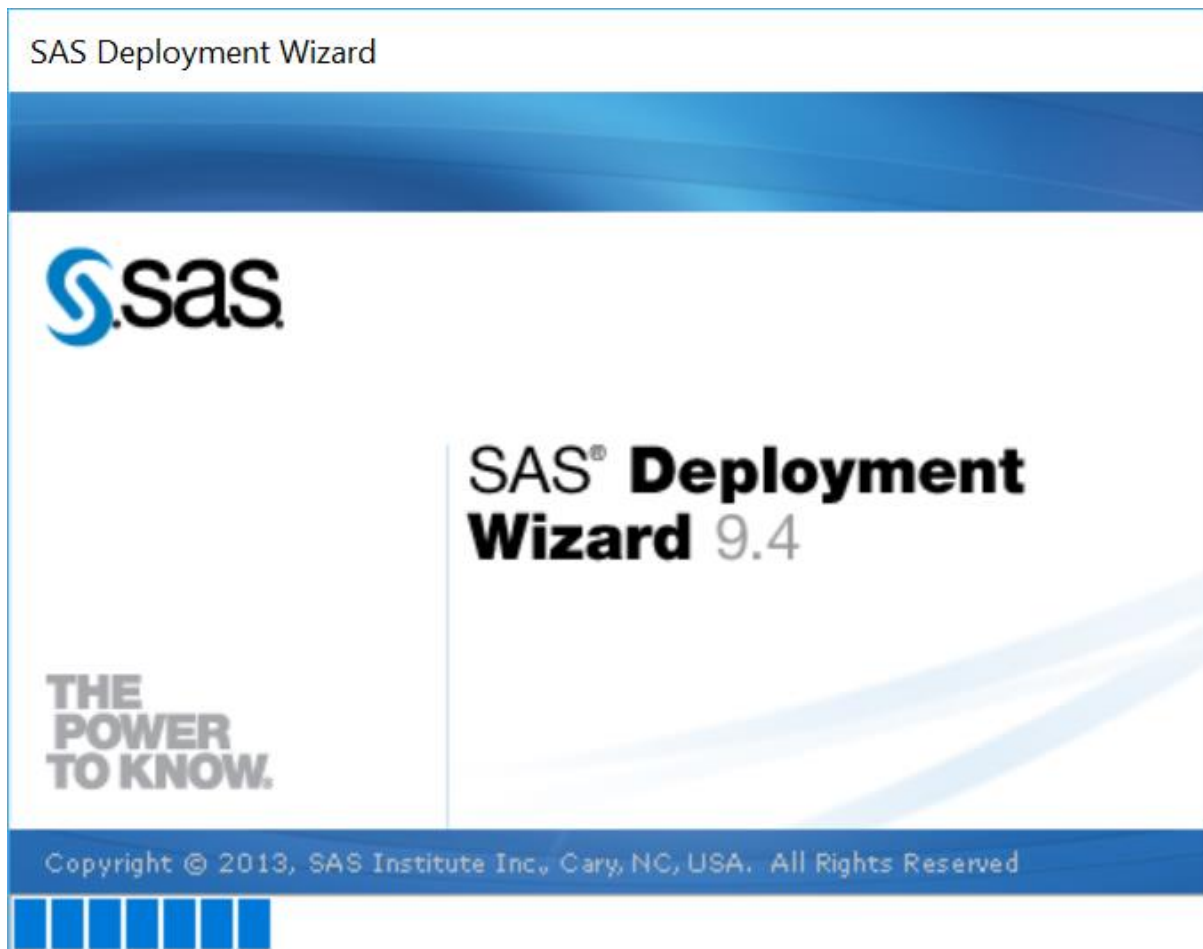 SAS Deployment Wizard
sas
SAS® Deployment
Wizard 9.4
THE
POWER
TO KNOW.
Copyright © 2013, SAS Institute Inc., Cary, NC, USA. All Rights Reserved